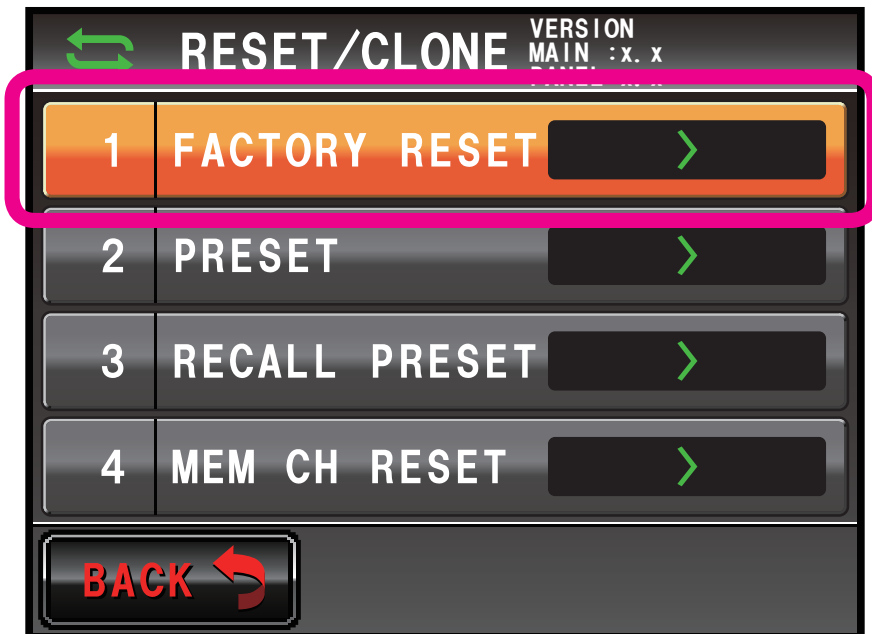 RESET/CLONE
VERSION
MAIN :x. x
1 FACTORY RESET
2 PRESET
3 RECALL PRESET
4 MEM CH RESET
BACK